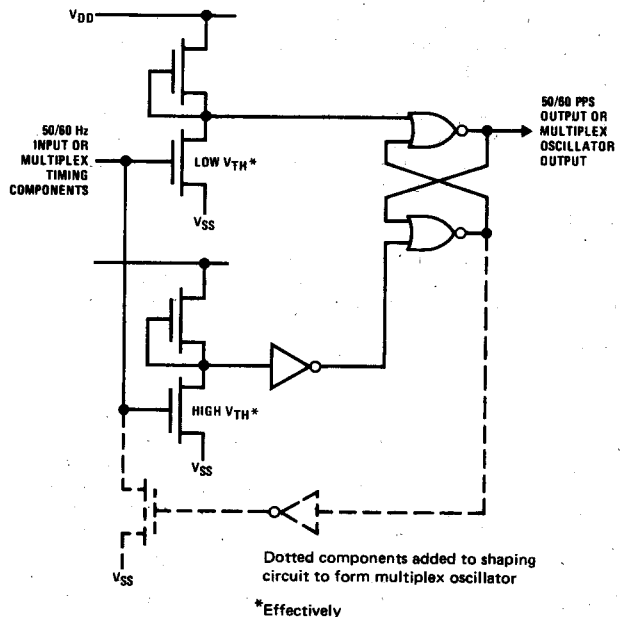 VDD
50/60 Hz
INPUT OR
MULTIPLEX
TIMING
COMPONENTS
LOW VTH*
VSS
50/60 PPS
OUTPUT OR
MULTIPLEX
OSCILLATOR
OUTPUT
HIGH VTH*
VSS
VSS
Dotted components added to shaping
circuit to form multiplex oscillator
*Effectively